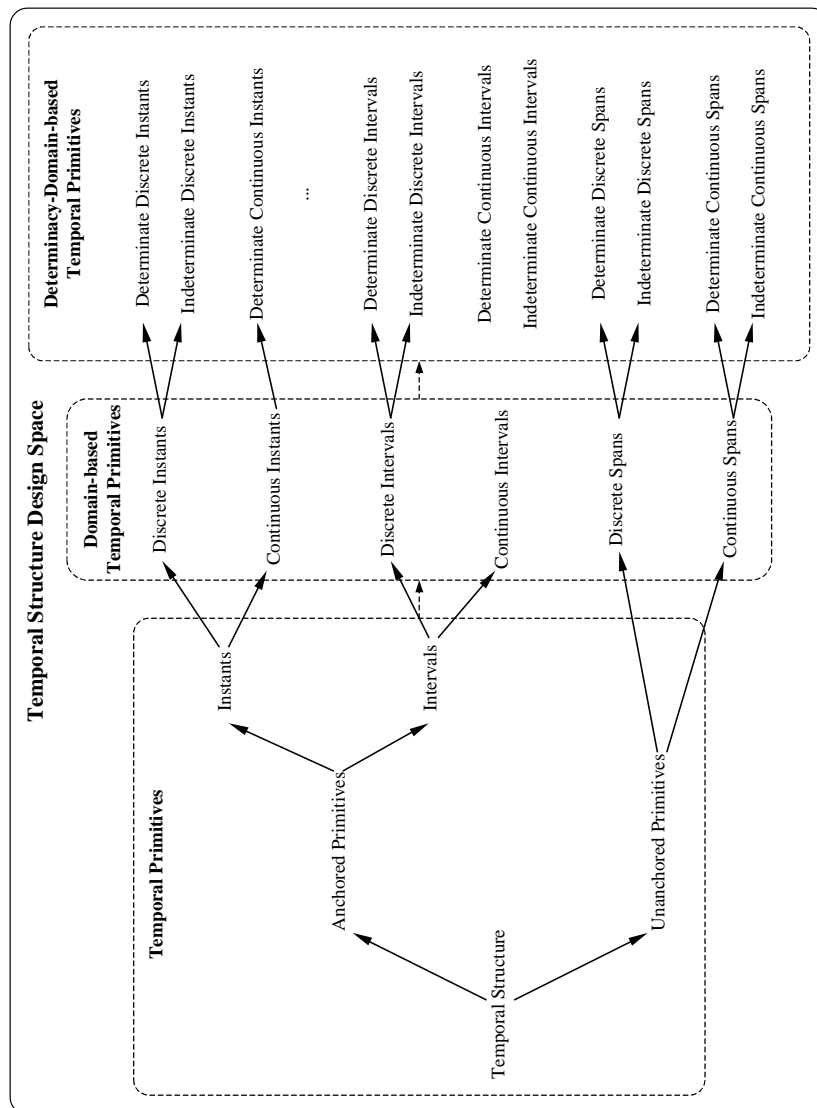 Temporal Structure Design Space
Temporal Primitives
Temporal Structure
Anchored Primitives
Unanchored Primitives
Instants
Intervals
Domain-based
Temporal Primitives
Discrete Instants
Continuous Instants
Discrete Intervals
Continuous Intervals
Discrete Spans
Continuous Spans
Determinacy-Domain-based
Temporal Primitives
Determinate Discrete Instants
Indeterminate Discrete Instants
Determinate Continuous Instants
...
Determinate Discrete Intervals
Indeterminate Discrete Intervals
Determinate Continuous Intervals
Indeterminate Continuous Intervals
Determinate Discrete Spans
Indeterminate Discrete Spans
Determinate Continuous Spans
Indeterminate Continuous Spans